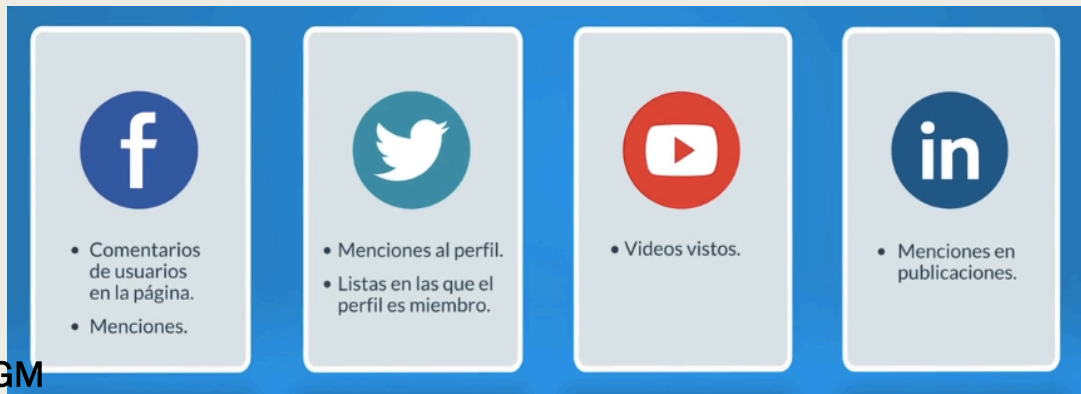 f
• Comentarios
de usuarios
en la página.
• Menciones.
• Menciones al perfil.
• Listas en las que el
perfil es miembro.
• Videos vistos.
in
• Menciones en
publicaciones.
GM